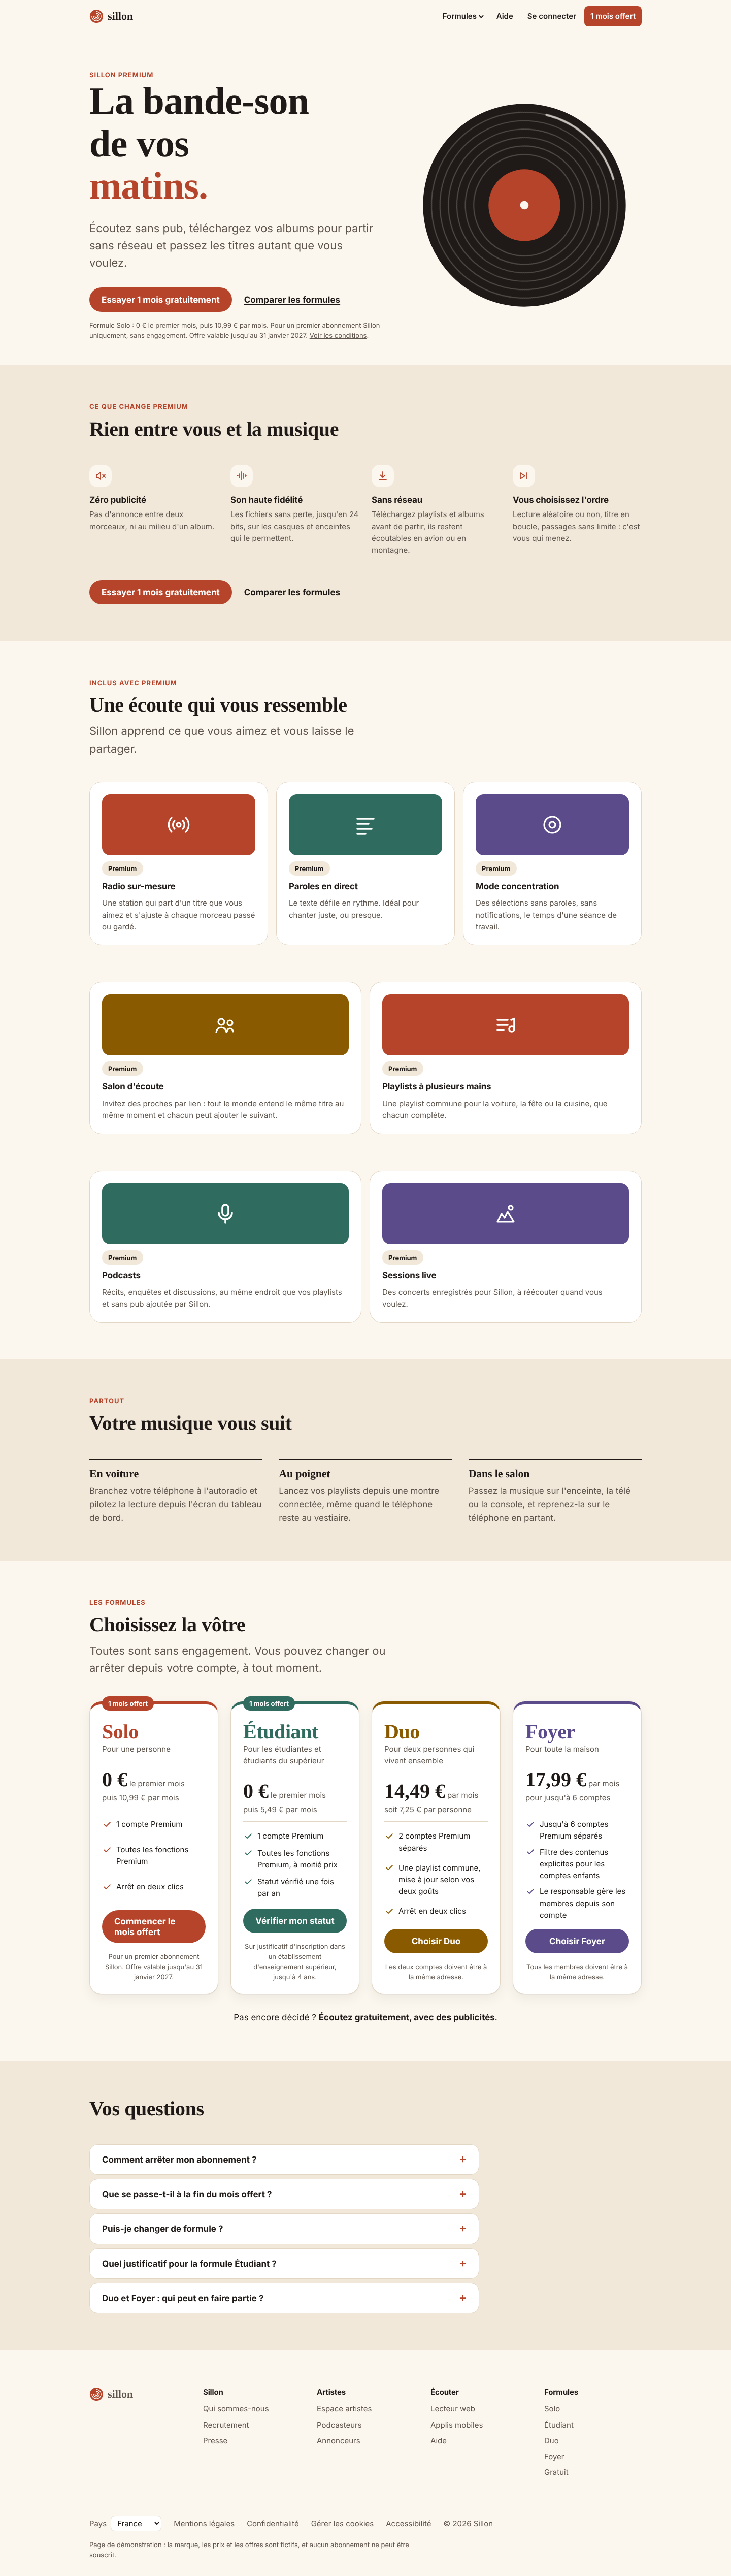 sillon
Formules
Aide
Se connecter
1 mois offert
SILLON PREMIUM
La bande-son
de vos
matins.
Écoutez sans pub, téléchargez vos albums pour partir
sans réseau et passez les titres autant que vous
voulez.
Essayer 1 mois gratuitement
Comparer les formules
Formule Solo : 0 € le premier mois, puis 10,99 € par mois. Pour un premier abonnement Sillon
uniquement, sans engagement. Offre valable jusqu'au 31 janvier 2027. Voir les conditions.
CE QUE CHANGE PREMIUM
Rien entre vous et la musique
Zéro publicité
Pas d'annonce entre deux
morceaux, ni au milieu d'un album.
Son haute fidélité
Les fichiers sans perte, jusqu'en 24
bits, sur les casques et enceintes
qui le permettent.
Sans réseau
Téléchargez playlists et albums
avant de partir, ils restent
écoutables en avion ou en
montagne.
Vous choisissez l'ordre
Lecture aléatoire ou non, titre en
boucle, passages sans limite : c'est
vous qui menez.
Essayer 1 mois gratuitement
Comparer les formules
INCLUS AVEC PREMIUM
Une écoute qui vous ressemble
Sillon apprend ce que vous aimez et vous laisse le
partager.
Premium
Radio sur-mesure
Une station qui part d'un titre que vous
aimez et s'ajuste à chaque morceau passé
ou gardé.
Premium
Paroles en direct
Le texte défile en rythme. Idéal pour
chanter juste, ou presque.
Premium
Mode concentration
Des sélections sans paroles, sans
notifications, le temps d'une séance de
travail.
Premium
Salon d'écoute
Invitez des proches par lien : tout le monde entend le même titre au
même moment et chacun peut ajouter le suivant.
Premium
Playlists à plusieurs mains
Une playlist commune pour la voiture, la fête ou la cuisine, que
chacun complète.
Premium
Podcasts
Récits, enquêtes et discussions, au même endroit que vos playlists
et sans pub ajoutée par Sillon.
Premium
Sessions live
Des concerts enregistrés pour Sillon, à réécouter quand vous
voulez.
PARTOUT
Votre musique vous suit
En voiture
Branchez votre téléphone à l'autoradio et
pilotez la lecture depuis l'écran du tableau
de bord.
Au poignet
Lancez vos playlists depuis une montre
connectée, même quand le téléphone
reste au vestiaire.
Dans le salon
Passez la musique sur l'enceinte, la télé
ou la console, et reprenez-la sur le
téléphone en partant.
LES FORMULES
Choisissez la vôtre
Toutes sont sans engagement. Vous pouvez changer ou
arrêter depuis votre compte, à tout moment.
1 mois offert
Solo
Pour une personne
0 € le premier mois
puis 10,99 € par mois
1 compte Premium
Toutes les fonctions
Premium
Arrêt en deux clics
Commencer le
mois offert
Pour un premier abonnement
Sillon. Offre valable jusqu'au 31
janvier 2027.
1 mois offert
Étudiant
Pour les étudiantes et
étudiants du supérieur
0 € le premier mois
puis 5,49 € par mois
1 compte Premium
Toutes les fonctions
Premium, à moitié prix
Statut vérifié une fois
par an
Vérifier mon statut
Sur justificatif d'inscription dans
un établissement
d'enseignement supérieur,
jusqu'à 4 ans.
Duo
Pour deux personnes qui
vivent ensemble
14,49 € par mois
soit 7,25 € par personne
2 comptes Premium
séparés
Une playlist commune,
mise à jour selon vos
deux goûts
Arrêt en deux clics
Choisir Duo
Les deux comptes doivent être à
la même adresse.
Foyer
Pour toute la maison
17,99 € par mois
pour jusqu'à 6 comptes
Jusqu'à 6 comptes
Premium séparés
Filtre des contenus
explicites pour les
comptes enfants
Le responsable gère les
membres depuis son
compte
Choisir Foyer
Tous les membres doivent être à
la même adresse.
Pas encore décidé ? Écoutez gratuitement, avec des publicités.
Vos questions
Comment arrêter mon abonnement ?
+
Que se passe-t-il à la fin du mois offert ?
+
Puis-je changer de formule ?
+
Quel justificatif pour la formule Étudiant ?
+
Duo et Foyer : qui peut en faire partie ?
+
sillon
Sillon
Qui sommes-nous
Recrutement
Presse
Artistes
Espace artistes
Podcasteurs
Annonceurs
Écouter
Lecteur web
Applis mobiles
Aide
Formules
Solo
Étudiant
Duo
Foyer
Gratuit
Pays
France
Mentions légales
Confidentialité
Gérer les cookies
Accessibilité
© 2026 Sillon
Page de démonstration : la marque, les prix et les offres sont fictifs, et aucun abonnement ne peut être
souscrit.